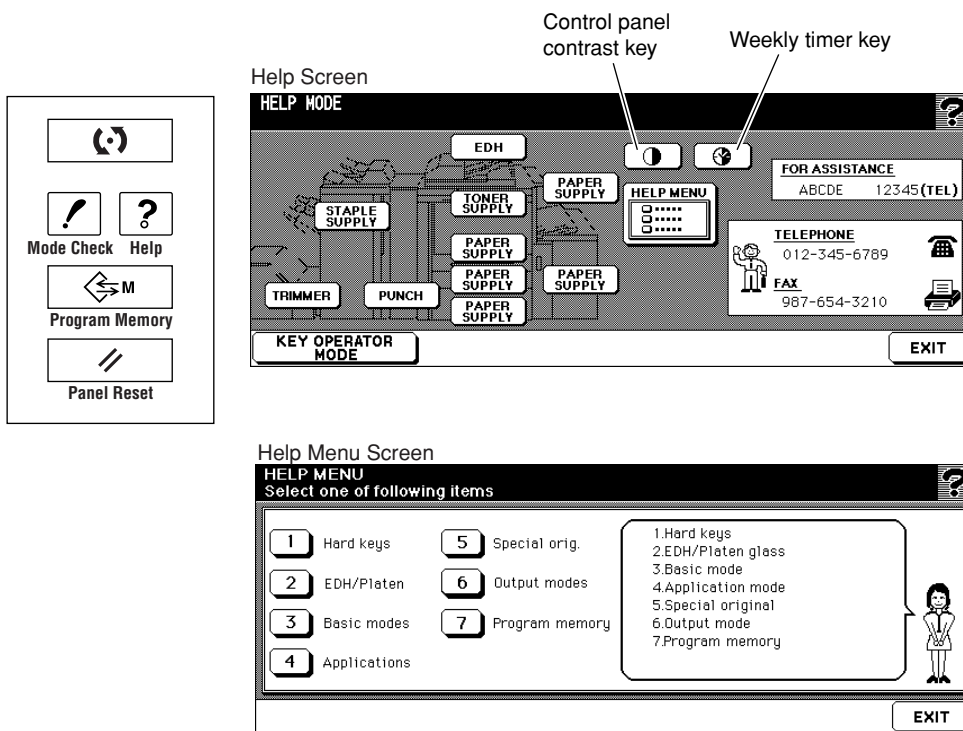 Control panel
contrast key
Weekly timer key
Help Screen
HELP MODE
EDH
STAPLE
SUPPLY
TONER
SUPPLY
PAPER
SUPPLY
PAPER
SUPPLY
PAPER
SUPPLY
PAPER
SUPPLY
PAPER
SUPPLY
TRIMMER
PUNCH
HELP MENU
FOR ASSISTANCE
ABCDE 12345(TEL)
TELEPHONE
012-345-6789
FAX
987-654-3210
KEY OPERATOR
MODE
EXIT
Mode Check Help
M
Program Memory
Panel Reset
Help Menu Screen
HELP MENU
Select one of following items
1 Hard keys
2 EDH/Platen
3 Basic modes
4 Applications
5 Special orig.
6 Output modes
7 Program memory
1.Hard keys
2.EDH/Platen glass
3.Basic mode
4.Application mode
5.Special original
6.Output mode
7.Program memory
EXIT